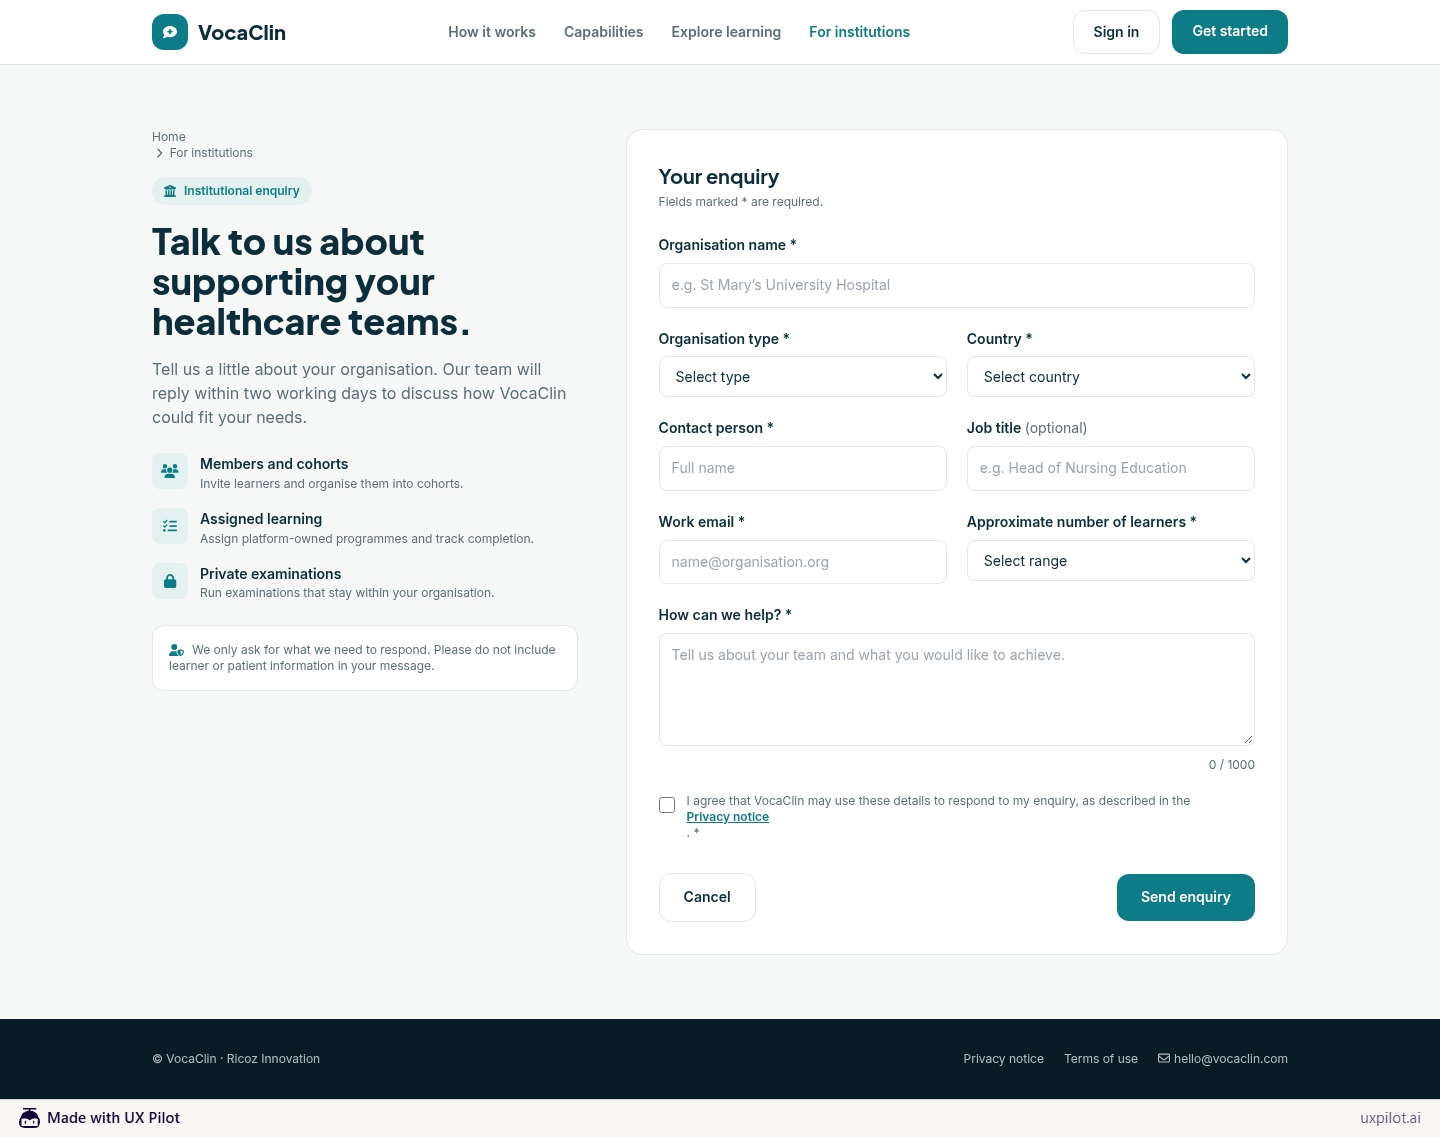 VocaClin
How it works
Capabilities
Explore learning
For institutions
Sign in
Get started
Home
For institutions
Institutional enquiry
Talk to us about
supporting your
healthcare teams.
Tell us a little about your organisation. Our team will
reply within two working days to discuss how VocaClin
could fit your needs.
Members and cohorts
Invite learners and organise them into cohorts.
Assigned learning
Assign platform-owned programmes and track completion.
Private examinations
Run examinations that stay within your organisation.
We only ask for what we need to respond. Please do not include
learner or patient information in your message.
Your enquiry
Fields marked * are required.
Organisation name *
e.g. St Mary’s University Hospital
Organisation type *
Country *
Select type
Select country
Contact person *
Job title (optional)
Full name
e.g. Head of Nursing Education
Work email *
Approximate number of learners *
name@organisation.org
Select range
How can we help? *
Tell us about your team and what you would like to achieve.
0 / 1000
I agree that VocaClin may use these details to respond to my enquiry, as described in the
Privacy notice
. *
Cancel
Send enquiry
© VocaClin · Ricoz Innovation
Privacy notice
Terms of use
hello@vocaclin.com
Made with UX Pilot
uxpilot.ai